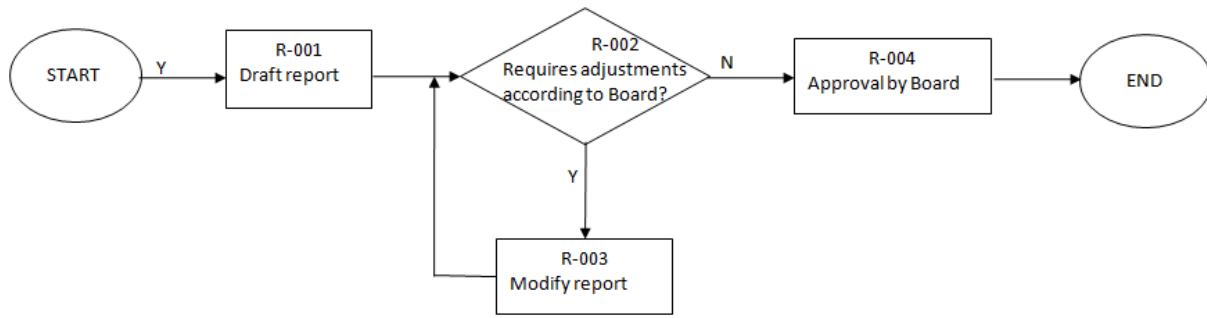 START
Y
R-001
Draft report
R-002
Requires adjustments
according to Board?
N
R-004
Approval by Board
END
Y
R-003
Modify report